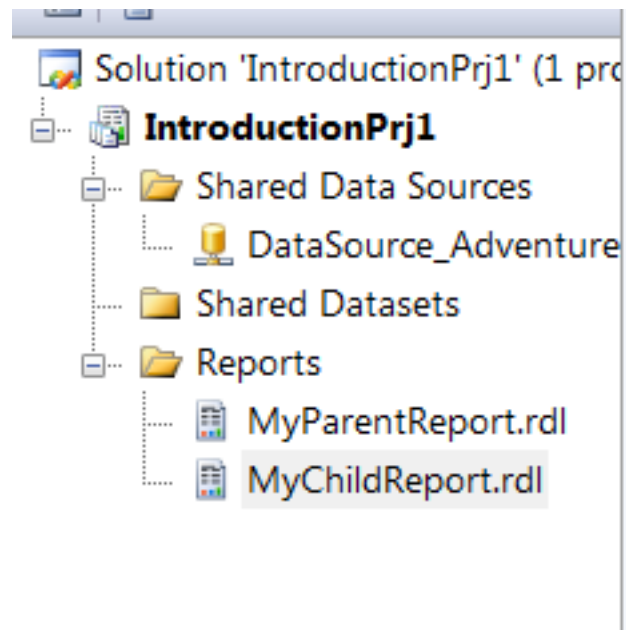 Solution 'IntroductionPrj1' (1 pro
IntroductionPrj1
Shared Data Sources
DataSource_Adventure
Shared Datasets
Reports
MyParentReport.rdl
MyChildReport.rdl